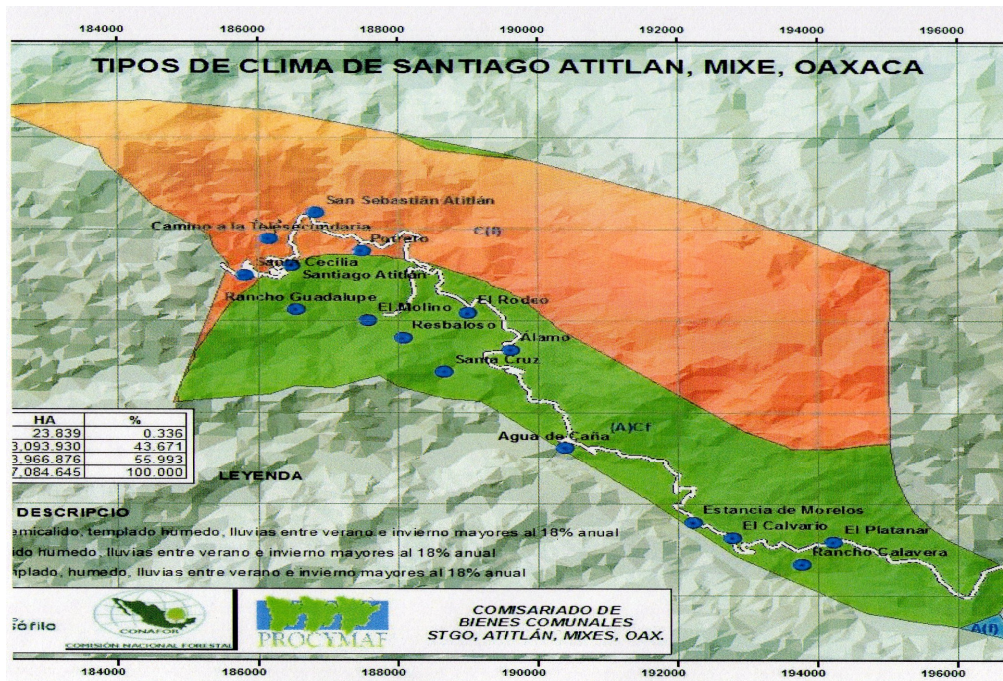 184000 186000 188000 190000 192000 194000 196000
TIPOS DE CLIMA DE SANTIAGO ATITLAN, MIXE, OAXACA
San Sebastián Atitlán
Camino a la Telesecundaria
C(f)
Potrero
Santa Cecilia
Santiago Atitlán
Rancho Guadalupe
El Molino
El Rodeo
Resbaloso
Álamo
Santa Cruz
HA %
23.839 0.336
3,093.930 43.671
3,966.876 55.993
7,084.645 100.000
(A)Cf
Agua de Caña
LEYENDA
Estancia de Morelos
El Calvario
El Platanar
Rancho Calavera
DESCRIPCIO
emicalido, templado humedo, lluvias entre verano e invierno mayores al 18% anual
ido humedo, lluvias entre verano e invierno mayores al 18% anual
mplado, humedo, lluvias entre verano e invierno mayores al 18% anual
CONAFOR
COMISIÓN NACIONAL FORESTAL
PROCYMAF
COMISARIADO DE
BIENES COMUNALES
STGO, ATITLÁN, MIXES, OAX.
A(f)
184000 186000 188000 190000 192000 194000 196000